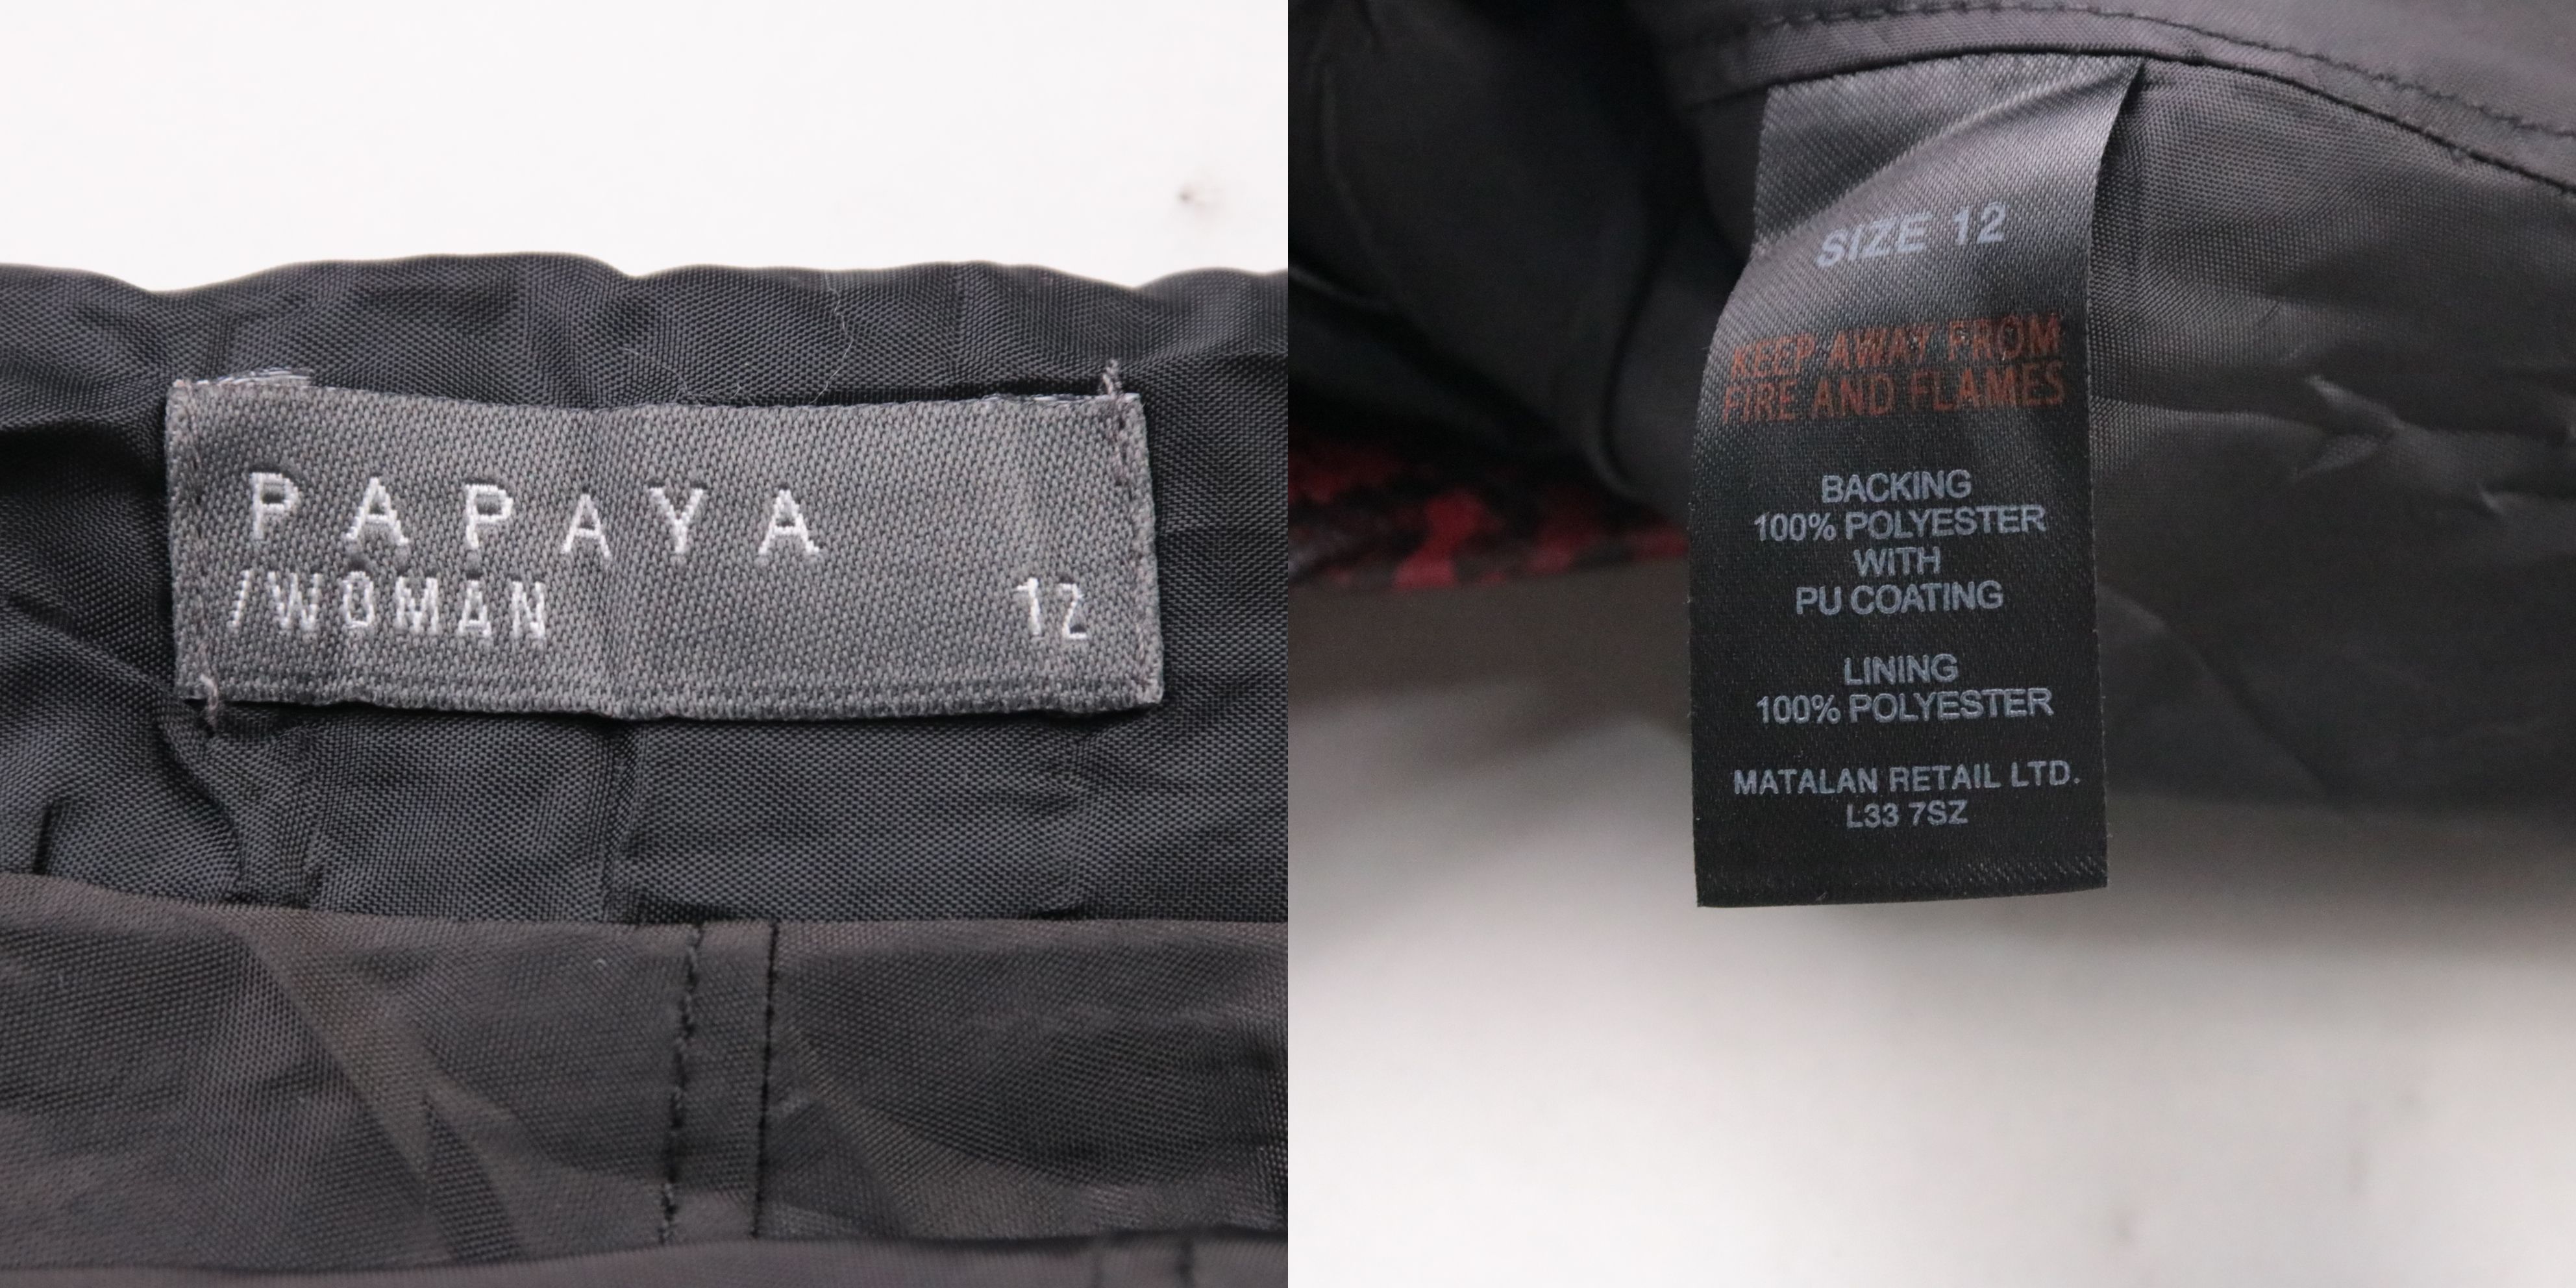 PAPAYA
/WOMAN 12
SIZE 12
KEEP AWAY FROM
FIRE AND FLAMES
BACKING
100% POLYESTER
WITH
PU COATING
LINING
100% POLYESTER
MATALAN RETAIL LTD.
L33 7SZ